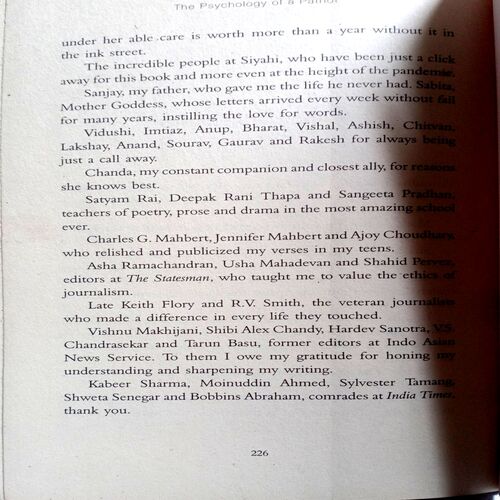 The Psychology of a Patriot
under her able care is worth more than a year without it in
the ink street.
The incredible people at Siyahi, who have been just a click
away for this book and more even at the height of the pandemic.
Sanjay, my father, who gave me the life he never had. Sabita,
Mother Goddess, whose letters arrived every week without fail
for many years, instilling the love for words.
Vidushi, Imtiaz, Anup, Bharat, Vishal, Ashish, Chitvan,
Lakshay, Anand, Sourav, Gaurav and Rakesh for always being
just a call away.
Chanda, my constant companion and closest ally, for reasons
she knows best.
Satyam Rai, Deepak Rani Thapa and Sangeeta Pradhan,
teachers of poetry, prose and drama in the most amazing school
ever.
Charles G. Mahbert, Jennifer Mahbert and Ajoy Choudhary,
who relished and publicized my verses in my teens.
Asha Ramachandran, Usha Mahadevan and Shahid Pervez,
editors at The Statesman, who taught me to value the ethics of
journalism.
Late Keith Flory and R.V. Smith, the veteran journalists
who made a difference in every life they touched.
Vishnu Makhijani, Shibi Alex Chandy, Hardev Sanotra, V.S.
Chandrasekar and Tarun Basu, former editors at Indo Asian
News Service. To them I owe my gratitude for honing my
understanding and sharpening my writing.
Kabeer Sharma, Moinuddin Ahmed, Sylvester Tamang,
Shweta Senegar and Bobbins Abraham, comrades at India Times,
thank you.
226